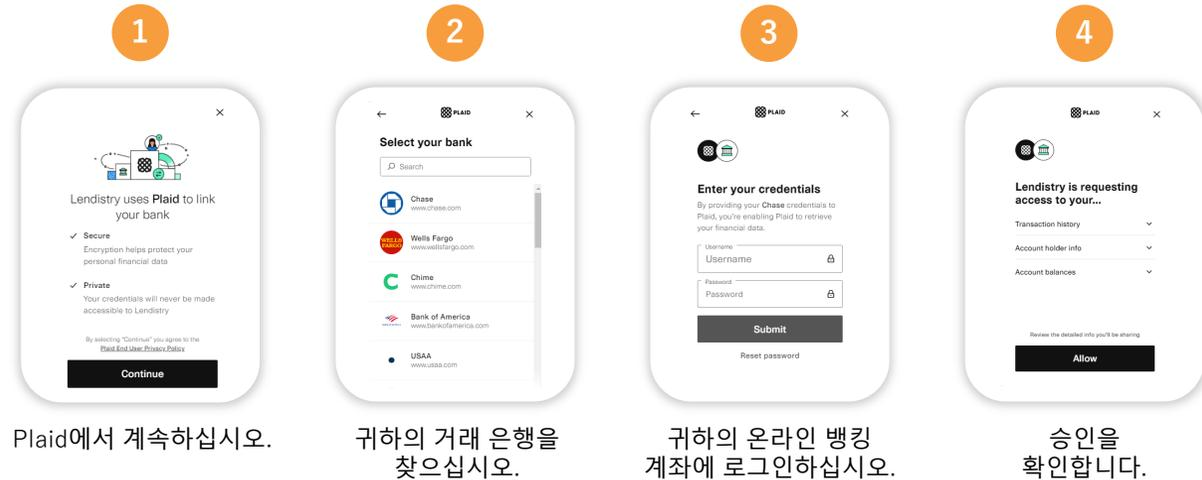 1
Lendistry uses Plaid to link
your bank
Secure
Encryption helps protect your
personal financial data
Private
Your credentials will never be made
accessible to Lendistry
By selecting "Continue" you agree to the
Plaid End User Privacy Policy
Continue
Plaid에서 계속하십시오.
2
PLAID
Select your bank
Search
Chase
www.chase.com
WELLS
FARGO
Wells Fargo
www.wellsfargo.com
Chime
www.chime.com
Bank of America
www.bankofamerica.com
USAA
www.usaa.com
귀하의 거래 은행을
찾으십시오.
3
PLAID
Enter your credentials
By providing your Chase credentials to
Plaid, you're enabling Plaid to retrieve
your financial data.
Username
Username
Password
Password
Submit
Reset password
귀하의 온라인 뱅킹
계좌에 로그인하십시오.
4
PLAID
Lendistry is requesting
access to your...
Transaction history
Account holder info
Account balances
Review the detailed info you'll be sharing
Allow
승인을
확인합니다.